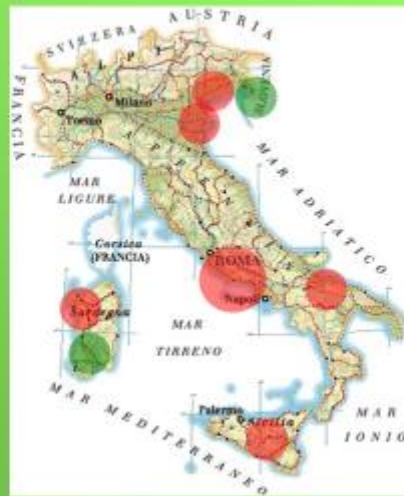 SVIZZERA
AUSTRIA
FRANCIA
ALPI
Milano
Torino
MAR
LIGURE
APPENNINI
MAR ADRIATICO
Corsica
(FRANCIA)
ROMA
Napoli
Sardegna
MAR
TIRRENO
MAR MEDITERRANEO
Palermo
Sicilia
MAR
IONIO